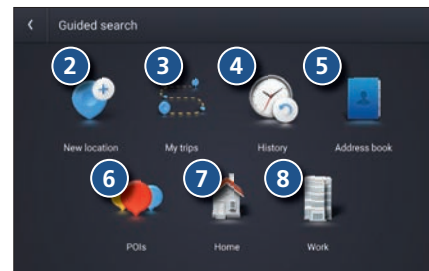 Guided search
2 3 4 5
New location My trips History Address book
6 7 8
POIs Home Work